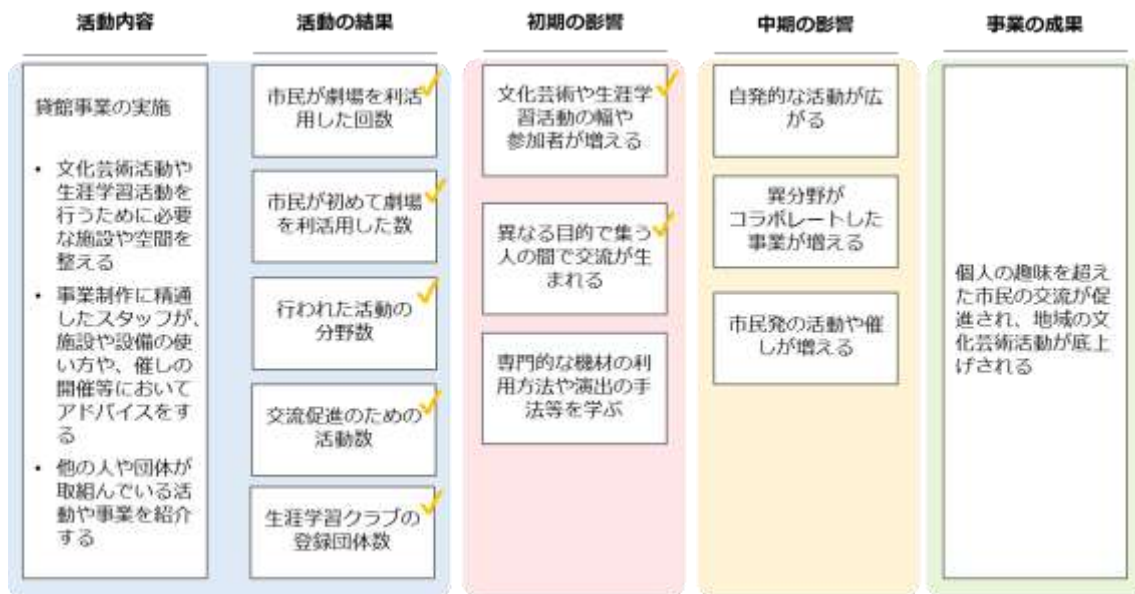 活動内容
活動の結果
初期の影響
中期の影響
事業の成果
貸館事業の実施
• 文化芸術活動や
生涯学習活動を
行うために必要
な施設や空間を
整える
• 事業制作に精通
したスタッフが、
施設や設備の使
い方や、催しの
開催等において
アドバイスをす
る
• 他の人や団体が
取組んでいる活
動や事業を紹介
する
市民が劇場を利活
用した回数
市民が初めて劇場
を利活用した数
行われた活動の
分野数
交流促進のための
活動数
生涯学習クラブの
登録団体数
文化芸術や生涯学
習活動の幅や
参加者が増える
異なる目的で集う
人の間で交流が生
まれる
専門的な機材の利
用方法や演出の手
法等を学ぶ
自発的な活動が広
がる
異分野が
コラボレートした
事業が増える
市民発の活動や催
しが増える
個人の趣味を超え
た市民の交流が促
進され、地域の文
化芸術活動が底上
げされる